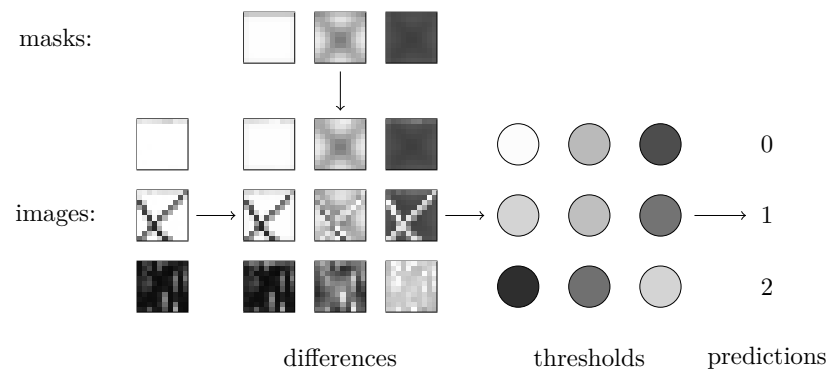 masks:
0
images:
1
2
differences
thresholds
predictions